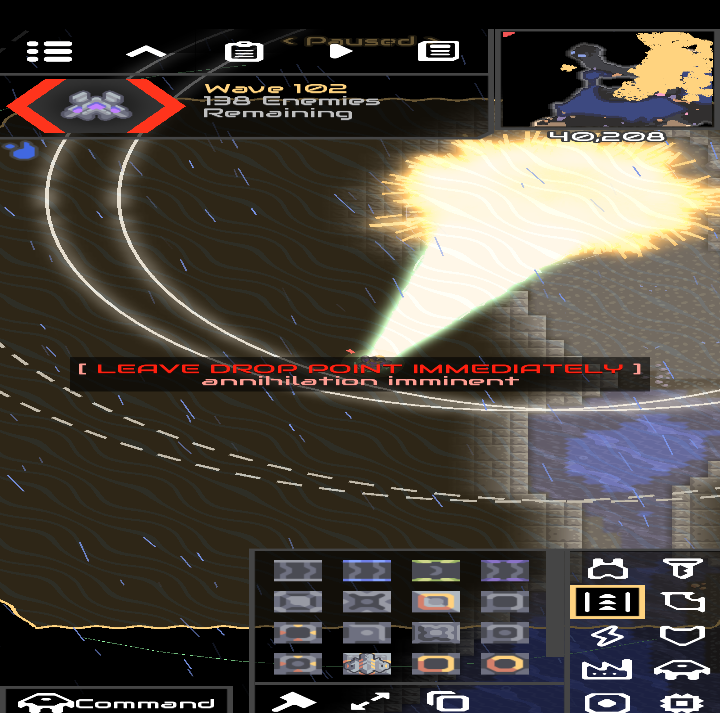 < Paused >
Wave 102
138 Enemies
Remaining
40,208
[ LEAVE DROP POINT IMMEDIATELY ]
annihilation imminent
Command